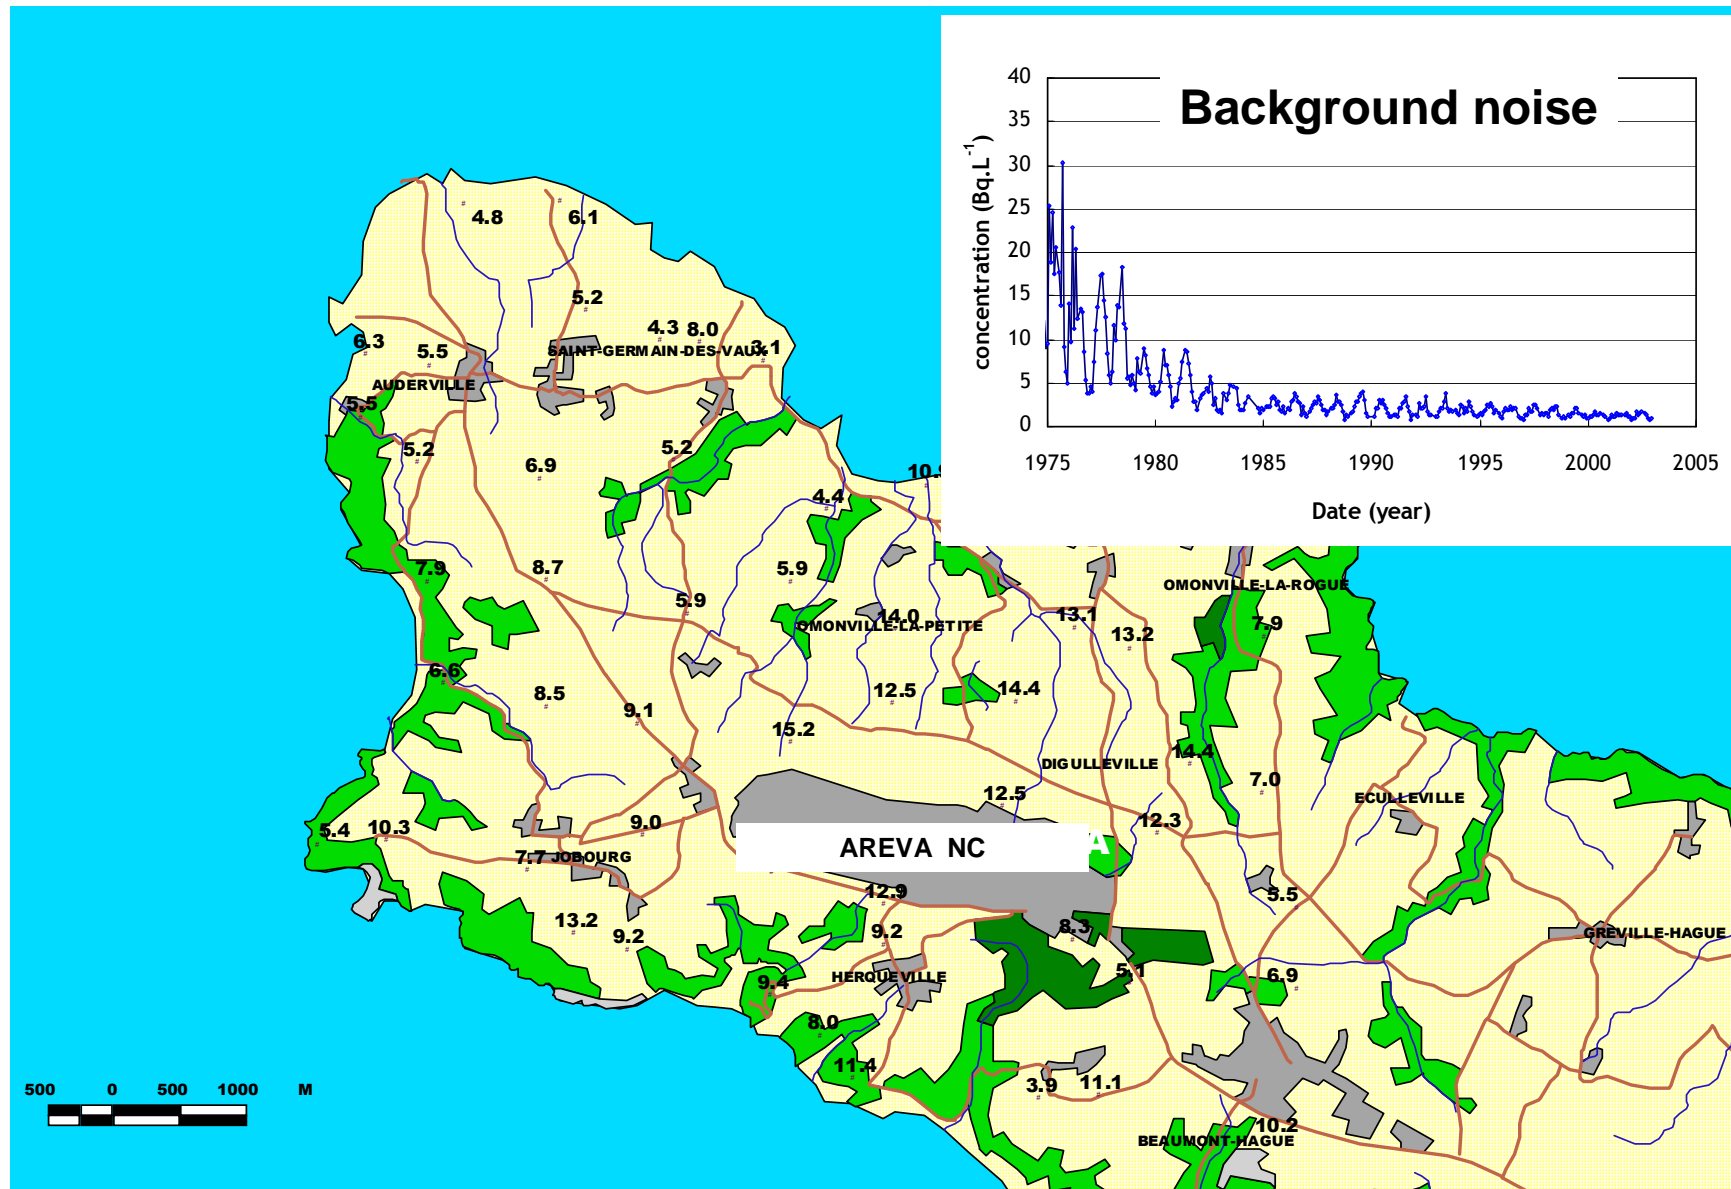 40
Background noise
35
30
25
20
15
10
5
0
concentration (Bq.L⁻¹)
1975 1980 1985 1990 1995 2000 2005
Date (year)
4.8 6.1
5.2
6.3 5.5 4.3 8.0 3.1
SAINT-GERMAIN-DES-VAUX
AUDERVILLE
5.5
5.2 6.9 5.2
4.4
7.9 8.7 5.9
5.9
OMONVILLE-LA-ROGUE
14.0 13.1 7.9
OMONVILLE-LA-PETITE
13.2
6.6 8.5 9.1 12.5 14.4
15.2 14.4
DIGULLEVILLE
7.0
12.5 ECULLEVILLE
5.4 10.3 9.0 12.3
AREVA NC A
7.7 JOBOURG
12.9 5.5
13.2 9.2 9.2 8.3 GREVILLE-HAGUE
HERQUEVILLE 5.1 6.9
9.4
8.0
11.4
3.9 11.1
500 0 500 1000 M
10.2
BEAUMONT-HAGUE